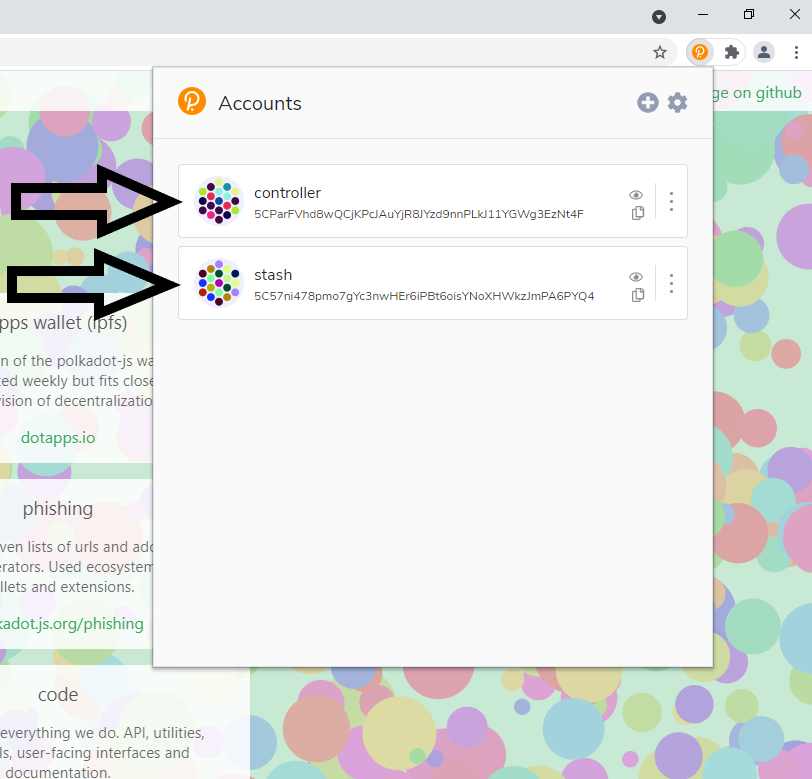 ge on github
Accounts
controller
5CParFVhd8wQCjKPcJAuYjR8JYzd9nnPLkJ11YGWg3EzNt4F
stash
5C57ni478pmo7gYc3nwHEr6iPBt6oisYNoXHWkzJmPA6PYQ4
pps wallet (ipfs)
n of the polkadot-js wa
ted weekly but fits close
vision of decentralizatio
dotapps.io
phishing
ven lists of urls and add
erators. Used ecosystem
llets and extensions.
kadot.js.org/phishing
code
everything we do. API, utilities,
ls, user-facing interfaces and
documentation.